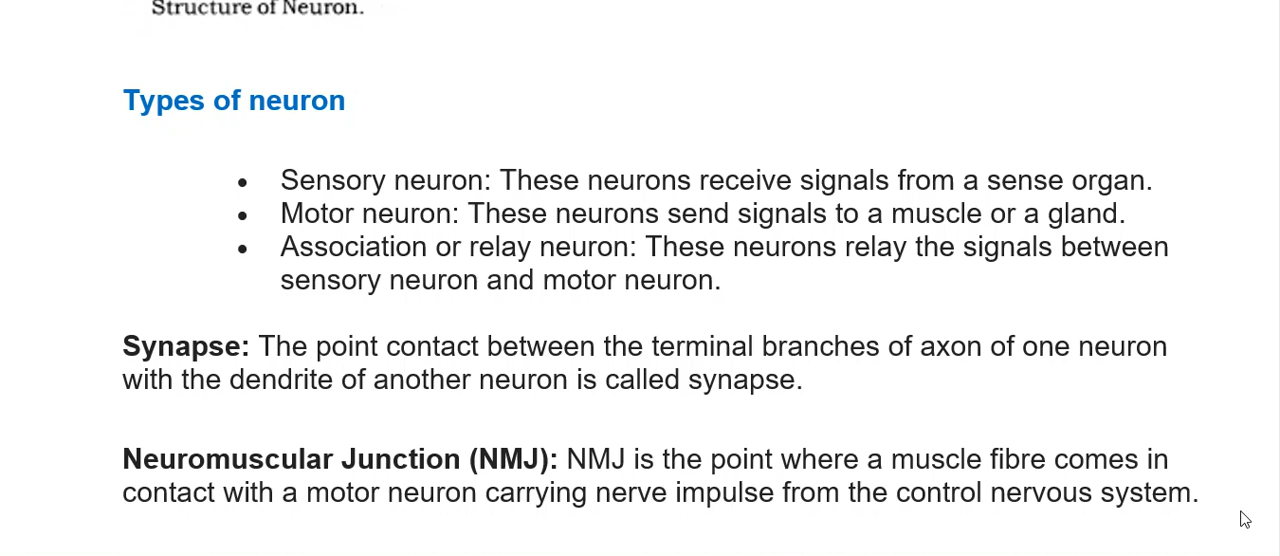 Structure of Neuron.
Types of neuron
• Sensory neuron: These neurons receive signals from a sense organ.
• Motor neuron: These neurons send signals to a muscle or a gland.
• Association or relay neuron: These neurons relay the signals between
sensory neuron and motor neuron.
Synapse: The point contact between the terminal branches of axon of one neuron
with the dendrite of another neuron is called synapse.
Neuromuscular Junction (NMJ): NMJ is the point where a muscle fibre comes in
contact with a motor neuron carrying nerve impulse from the control nervous system.